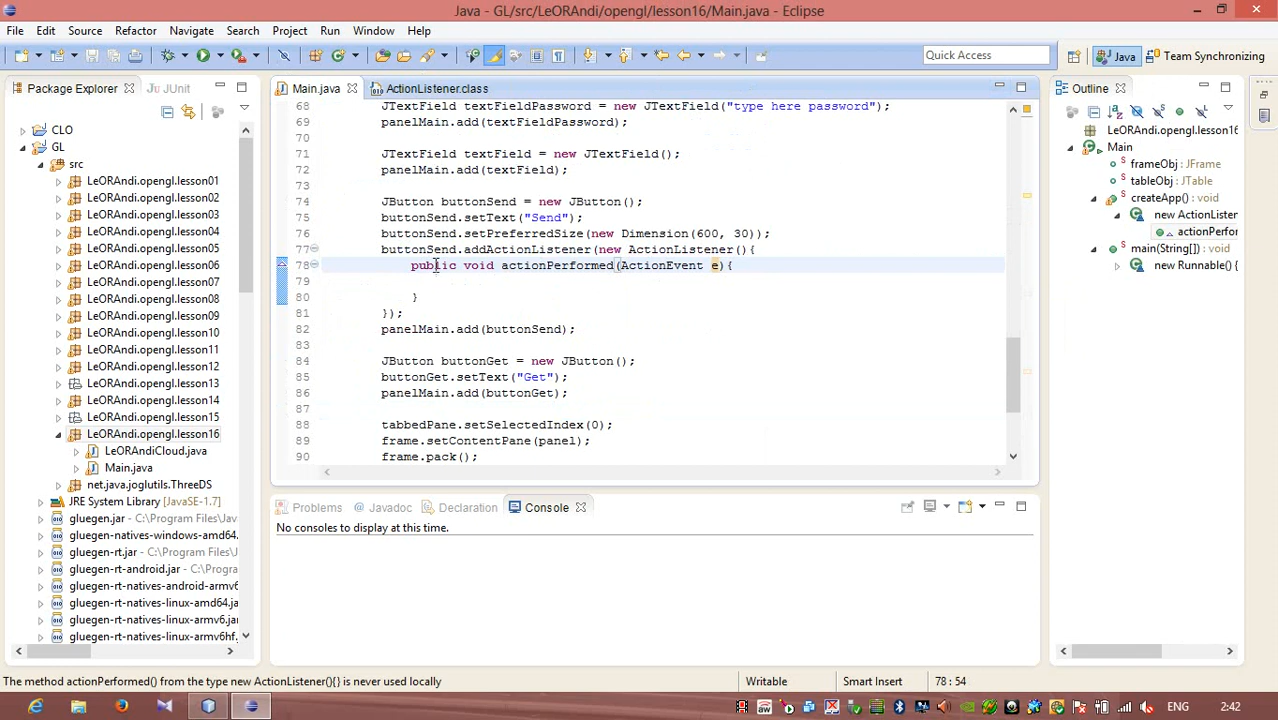 Java - GL/src/LeORAndi/opengl/lesson16/Main.java - Eclipse
File Edit Source Refactor Navigate Search Project Run Window Help
Quick Access
Java
Team Synchronizing
Package Explorer
JUnit
CLO
GL
src
LeORAndi.opengl.lesson01
LeORAndi.opengl.lesson02
LeORAndi.opengl.lesson03
LeORAndi.opengl.lesson04
LeORAndi.opengl.lesson05
LeORAndi.opengl.lesson06
LeORAndi.opengl.lesson07
LeORAndi.opengl.lesson08
LeORAndi.opengl.lesson09
LeORAndi.opengl.lesson10
LeORAndi.opengl.lesson11
LeORAndi.opengl.lesson12
LeORAndi.opengl.lesson13
LeORAndi.opengl.lesson14
LeORAndi.opengl.lesson15
LeORAndi.opengl.lesson16
LeORAndiCloud.java
Main.java
net.java.joglutils.ThreeDS
JRE System Library [JavaSE-1.7]
gluegen.jar - C:\Program Files\Jav
gluegen-natives-windows-amd64.
gluegen-rt.jar - C:\Program Files\
gluegen-rt-android.jar - C:\Progra
gluegen-rt-natives-android-armv6
gluegen-rt-natives-linux-amd64.ja
gluegen-rt-natives-linux-armv6.ja
gluegen-rt-natives-linux-armv6hf.
Main.java
ActionListener.class
68 JTextField textFieldPassword = new JTextField("type here password");
69 panelMain.add(textFieldPassword);
70
71 JTextField textField = new JTextField();
72 panelMain.add(textField);
73
74 JButton buttonSend = new JButton();
75 buttonSend.setText("Send");
76 buttonSend.setPreferredSize(new Dimension(600, 30));
77 buttonSend.addActionListener(new ActionListener(){
78 public void actionPerformed(ActionEvent e){
79
80 }
81 });
82 panelMain.add(buttonSend);
83
84 JButton buttonGet = new JButton();
85 buttonGet.setText("Get");
86 panelMain.add(buttonGet);
87
88 tabbedPane.setSelectedIndex(0);
89 frame.setContentPane(panel);
90 frame.pack();
Problems
@ Javadoc
Declaration
Console
No consoles to display at this time.
Outline
LeORAndi.opengl.lesson16
Main
frameObj : JFrame
tableObj : JTable
createApp() : void
new ActionListen
actionPerfor
main(String[]) : void
new Runnable() {
The method actionPerformed() from the type new ActionListener(){} is never used locally
Writable
Smart Insert
78 : 54
ENG
2:42